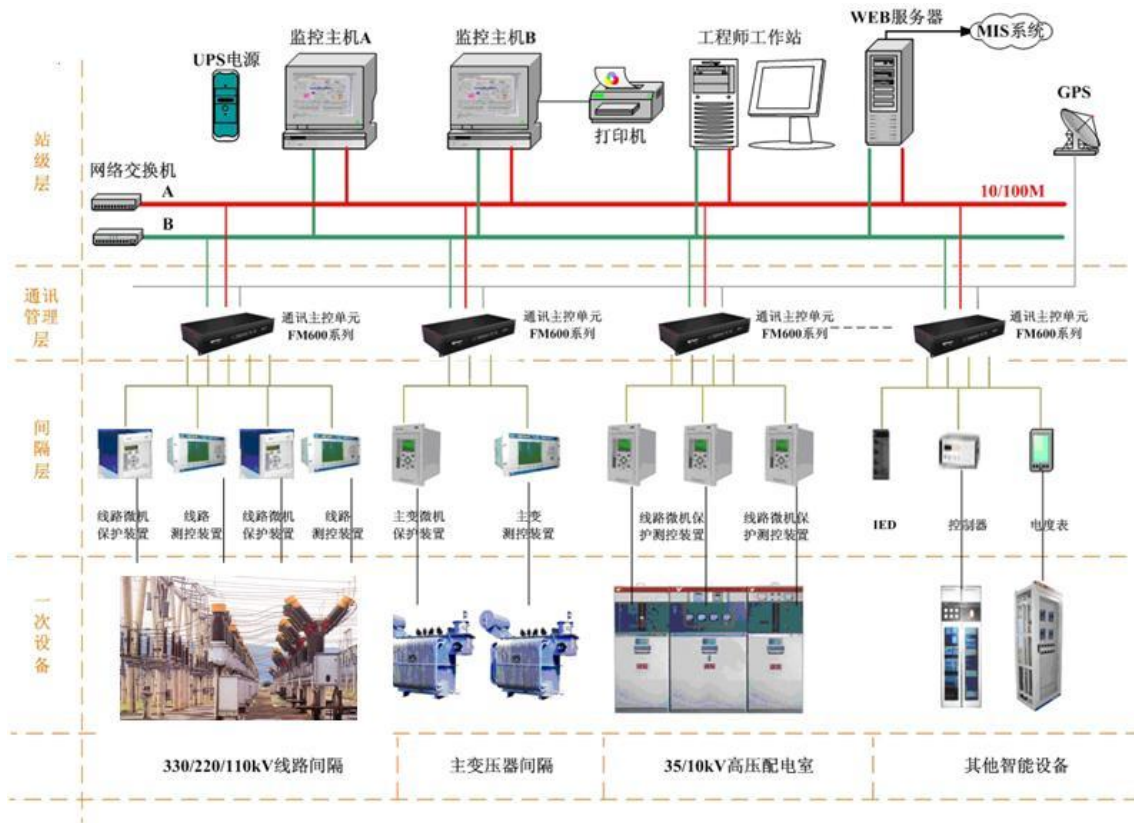 WEB服务器
MIS系统
监控主机A
监控主机B
工程师工作站
UPS电源
GPS
打印机
站
级
层
网络交换机
A
10/100M
B
通讯
管理
层
通讯主控单元
FM600系列
通讯主控单元
FM600系列
通讯主控单元
FM600系列
通讯主控单元
FM600系列
间
隔
层
线路微机
保护装置
线路
测控装置
线路微机
保护装置
线路
测控装置
主变微机
保护装置
主变
测控装置
线路微机保
护测控装置
线路微机保
护测控装置
IED
控制器
电度表
一
次
设
备
330/220/110kV线路间隔
主变压器间隔
35/10kV高压配电室
其他智能设备